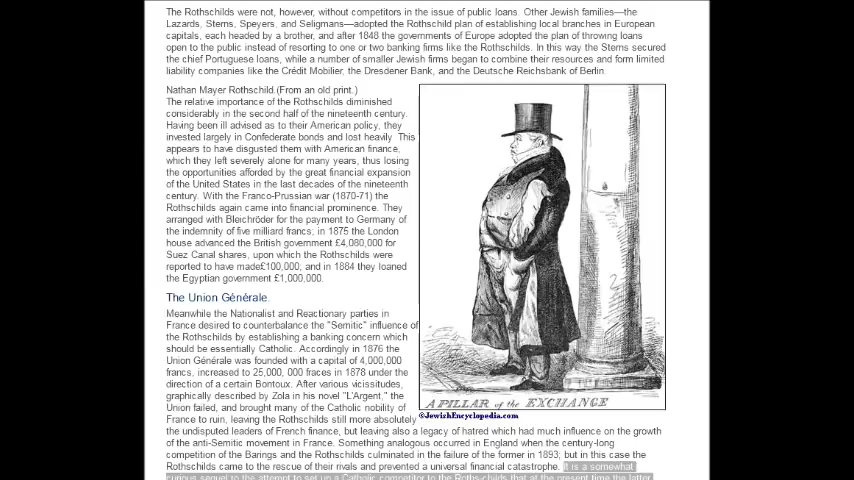 The Rothschilds were not, however, without competitors in the issue of public loans. Other Jewish families—the
Lazards, Sterns, Speyers, and Seligmans—adopted the Rothschild plan of establishing local branches in European
capitals, each headed by a brother, and after 1848 the governments of Europe adopted the plan of throwing loans
open to the public instead of resorting to one or two banking firms like the Rothschilds. In this way the Sterns secured
the chief Portuguese loans, while a number of smaller Jewish firms began to combine their resources and form limited
liability companies like the Crédit Mobilier, the Dresdener Bank, and the Deutsche Reichsbank of Berlin.
Nathan Mayer Rothschild.(From an old print.)
The relative importance of the Rothschilds diminished
considerably in the second half of the nineteenth century.
Having been ill advised as to their American policy, they
invested largely in Confederate bonds and lost heavily. This
appears to have disgusted them with American finance,
which they left severely alone for many years, thus losing
the opportunities afforded by the great financial expansion
of the United States in the last decades of the nineteenth
century. With the Franco-Prussian war (1870-71) the
Rothschilds again came into financial prominence. They
arranged with Bleichröder for the payment to Germany of
the indemnity of five milliard francs; in 1875 the London
house advanced the British government £4,080,000 for
Suez Canal shares, upon which the Rothschilds were
reported to have made£100,000; and in 1884 they loaned
the Egyptian government £1,000,000.
The Union Générale.
Meanwhile the Nationalist and Reactionary parties in
France desired to counterbalance the "Semitic" influence of
the Rothschilds by establishing a banking concern which
should be essentially Catholic. Accordingly in 1876 the
Union Générale was founded with a capital of 4,000,000
francs, increased to 25,000, 000 fraces in 1878 under the
direction of a certain Bontoux. After various vicissitudes,
graphically described by Zola in his novel "L'Argent," the
Union failed, and brought many of the Catholic nobility of
France to ruin, leaving the Rothschilds still more absolutely
the undisputed leaders of French finance, but leaving also a legacy of hatred which had much influence on the growth
of the anti-Semitic movement in France. Something analogous occurred in England when the century-long
competition of the Barings and the Rothschilds culminated in the failure of the former in 1893; but in this case the
Rothschilds came to the rescue of their rivals and prevented a universal financial catastrophe. It is a somewhat
curious sequel to the attempt to set up a Catholic competitor to the Roths-childs that at the present time the latter
A PILLAR of the EXCHANGE
©JewishEncyclopedia.com